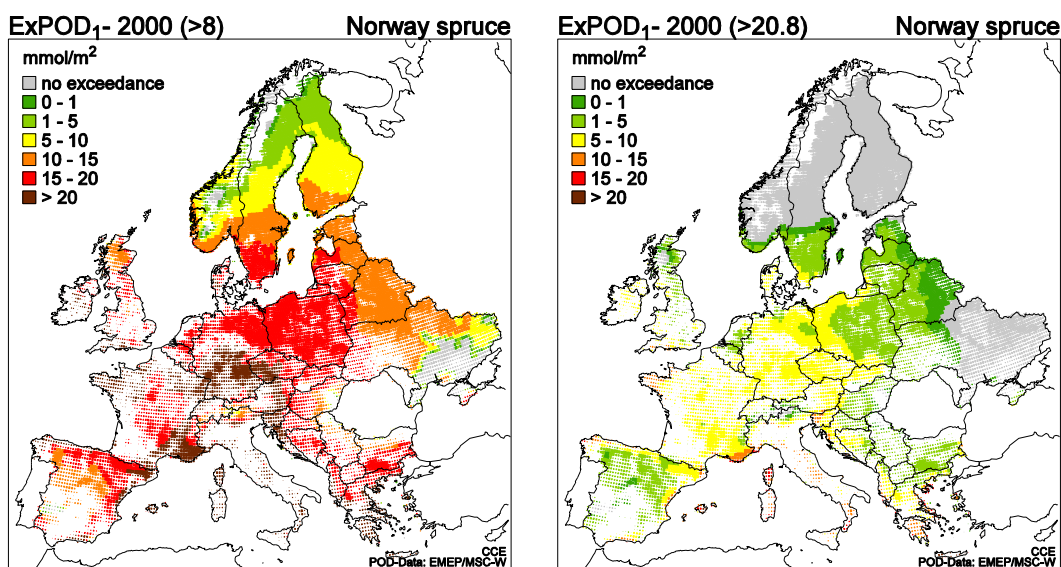 ExPOD₁- 2000 (>8) Norway spruce
mmol/m²
no exceedance
0 - 1
1 - 5
5 - 10
10 - 15
15 - 20
> 20
CCE
POD-Data: EMEP/MSC-W
ExPOD₁- 2000 (>20.8) Norway spruce
mmol/m²
no exceedance
0 - 1
1 - 5
5 - 10
10 - 15
15 - 20
> 20
CCE
POD-Data: EMEP/MSC-W